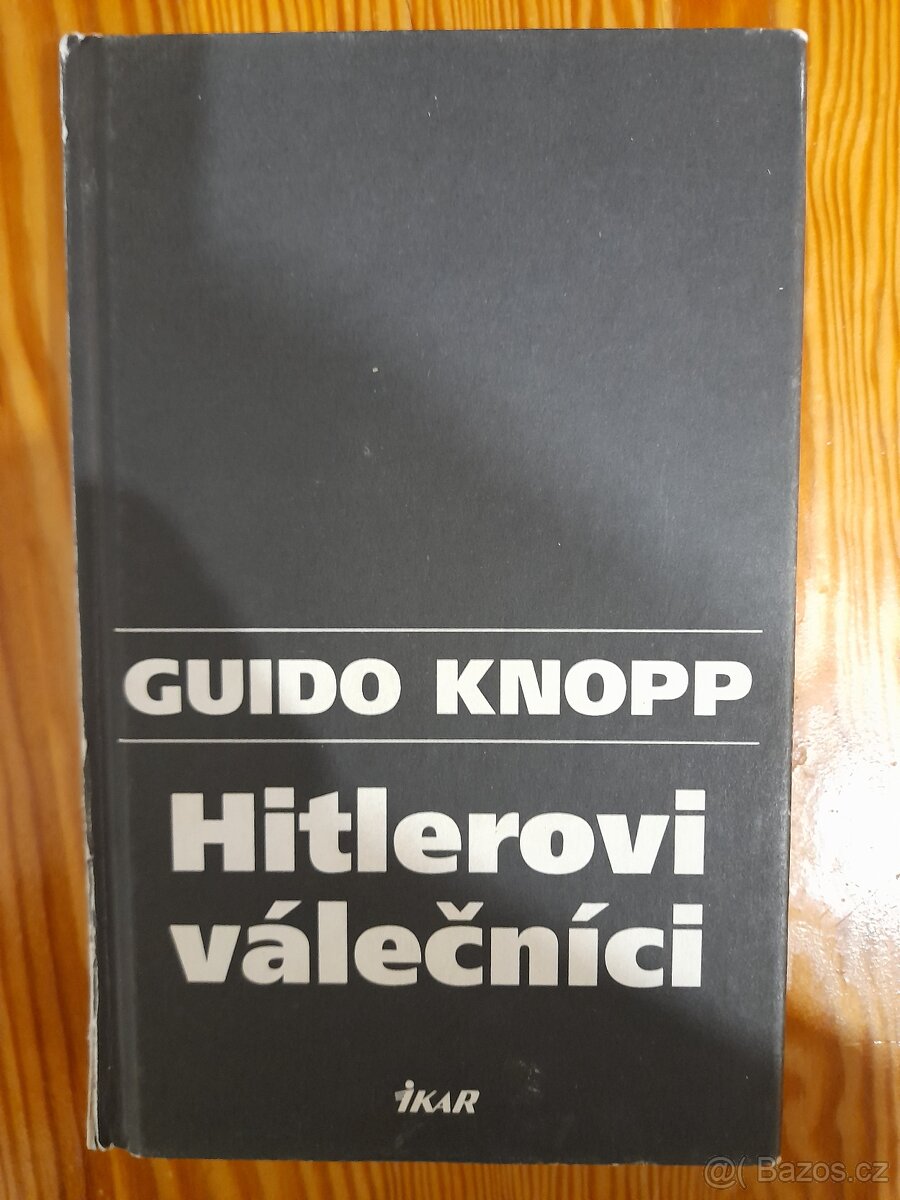 GUIDO KNOPP
Hitlerovi
válečníci
iKAR
@( Bazos.cz